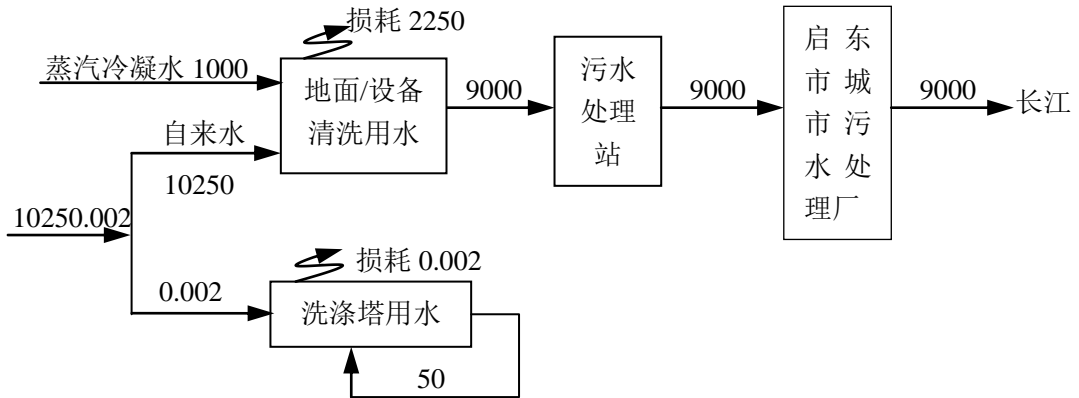 损耗 2250
蒸汽冷凝水 1000
地面/设备
清洗用水
9000
污水
处理
站
9000
启 东
市 城
市 污
水 处
理厂
9000
长江
自来水
10250
10250.002
损耗 0.002
0.002
洗涤塔用水
50